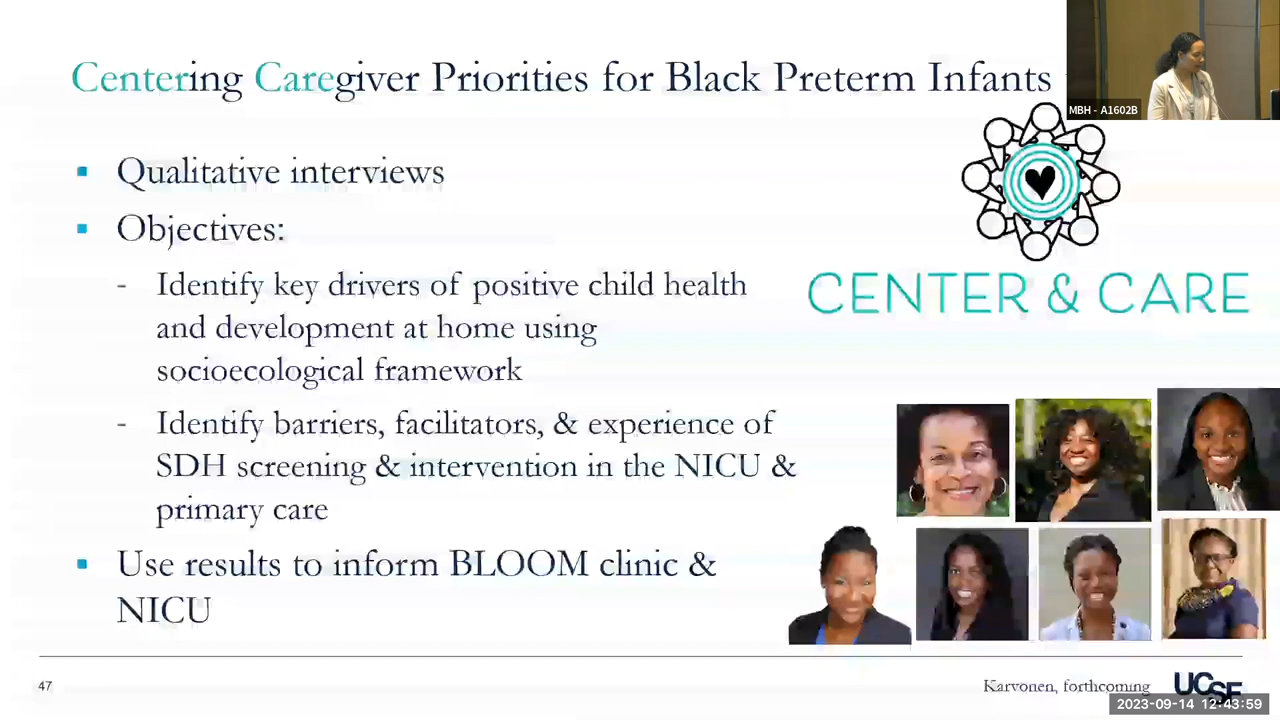 Centering Caregiver Priorities for Black Preterm Infants
MBH - A1602B
Qualitative interviews
Objectives:
- Identify key drivers of positive child health
and development at home using
socioecological framework
- Identify barriers, facilitators, & experience of
SDH screening & intervention in the NICU &
primary care
Use results to inform BLOOM clinic &
NICU
CENTER & CARE
47
Karvonen, forthcoming
UCSF
2023-09-14 12:43:59